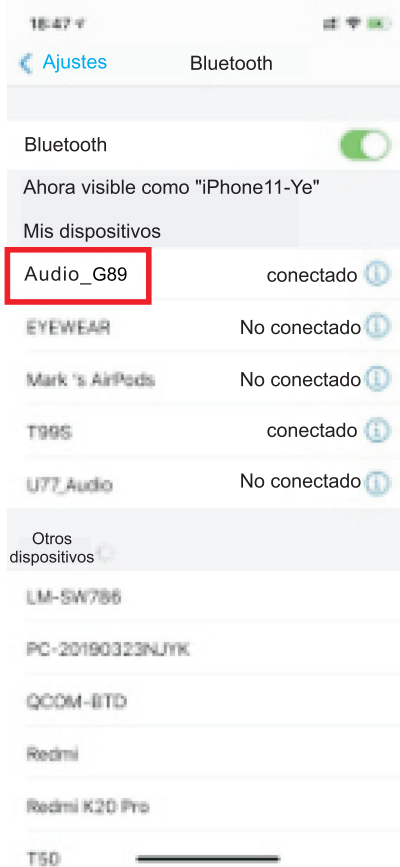 18:47
Ajustes Bluetooth
Bluetooth
Ahora visible como "iPhone11-Ye"
Mis dispositivos
Audio_G89 conectado
EYEWEAR No conectado
Mark 's AirPods No conectado
T99S conectado
U77_Audio No conectado
Otros
dispositivos
LM-SW786
PC-20190323NJYK
QCOM-BTD
Redmi
Redmi K20 Pro
T50